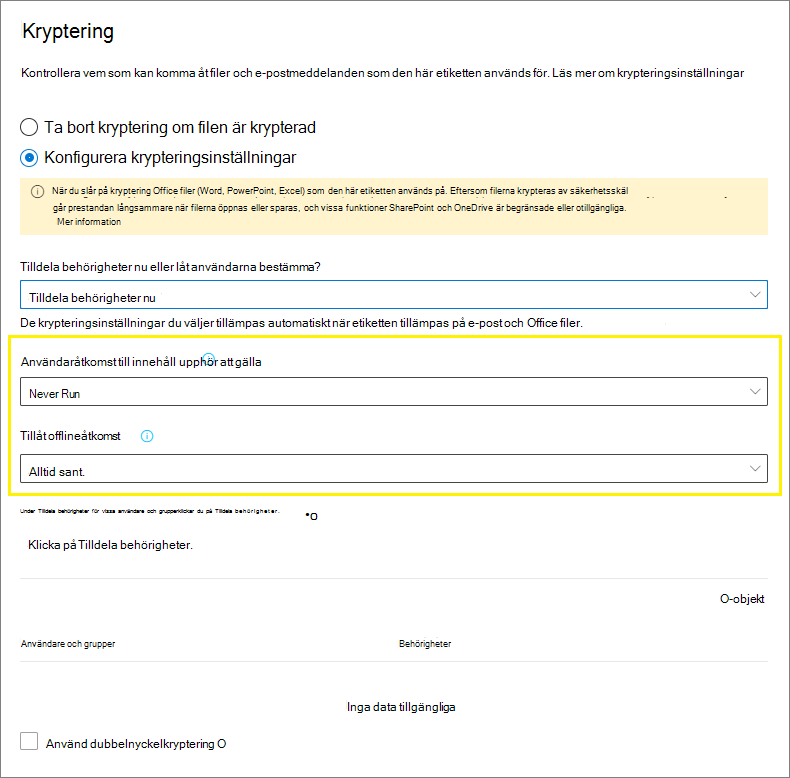 Kryptering
Kontrollera vem som kan komma åt filer och e-postmeddelanden som den här etiketten används för. Läs mer om krypteringsinställningar
Ta bort kryptering om filen är krypterad
Konfigurera krypteringsinställningar
När du slår på kryptering Office filer (Word, PowerPoint, Excel) som den här etiketten används på. Eftersom filerna krypteras av säkerhetsskäl
går prestandan långsammare när filerna öppnas eller sparas, och vissa funktioner SharePoint och OneDrive är begränsade eller otillgängliga.
Mer information
Tilldela behörigheter nu eller låt användarna bestämma?
Tilldela behörigheter nu
De krypteringsinställningar du väljer tillämpas automatiskt när etiketten tillämpas på e-post och Office filer.
Användaråtkomst till innehåll upphör att gälla
Never Run
Tillåt offlineåtkomst
Alltid sant.
Under Tilldela behörigheter för vissa användare och grupperklickar du på Tilldela behörigheter. *O
Klicka på Tilldela behörigheter.
O-objekt
Användare och grupper Behörigheter
Inga data tillgängliga
Använd dubbelnyckelkryptering O